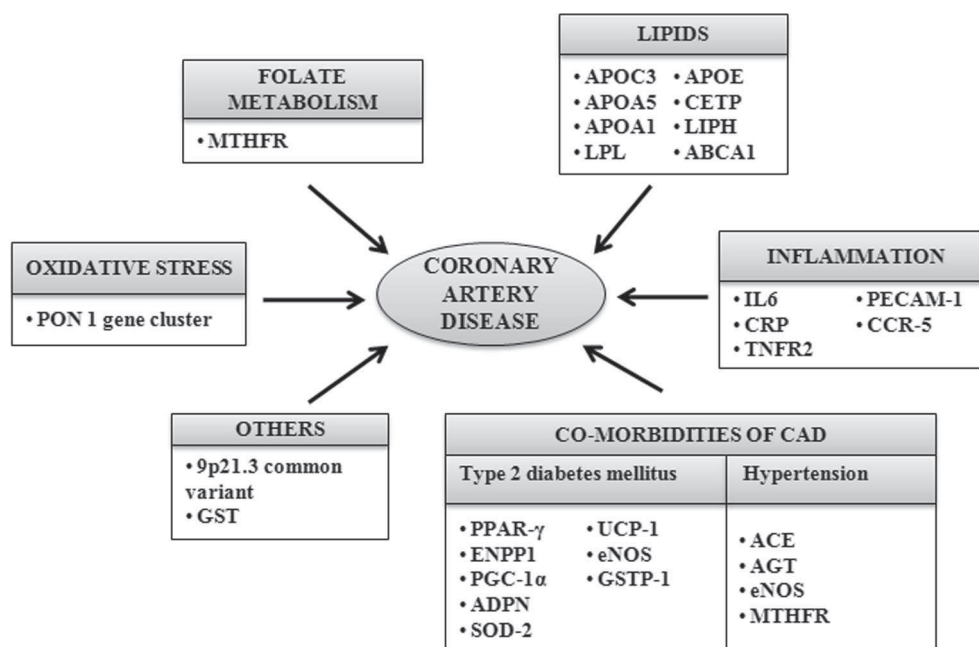 FOLATE
METABOLISM
• MTHFR
LIPIDS
• APOC3 • APOE
• APOA5 • CETP
• APOA1 • LIPH
• LPL • ABCA1
OXIDATIVE STRESS
• PON 1 gene cluster
CORONARY
ARTERY
DISEASE
INFLAMMATION
• IL6 • PECAM-1
• CRP • CCR-5
• TNFR2
OTHERS
• 9p21.3 common
variant
• GST
CO-MORBIDITIES OF CAD
Type 2 diabetes mellitus
• PPAR-γ • UCP-1
• ENPP1 • eNOS
• PGC-1α • GSTP-1
• ADPN
• SOD-2
Hypertension
• ACE
• AGT
• eNOS
• MTHFR